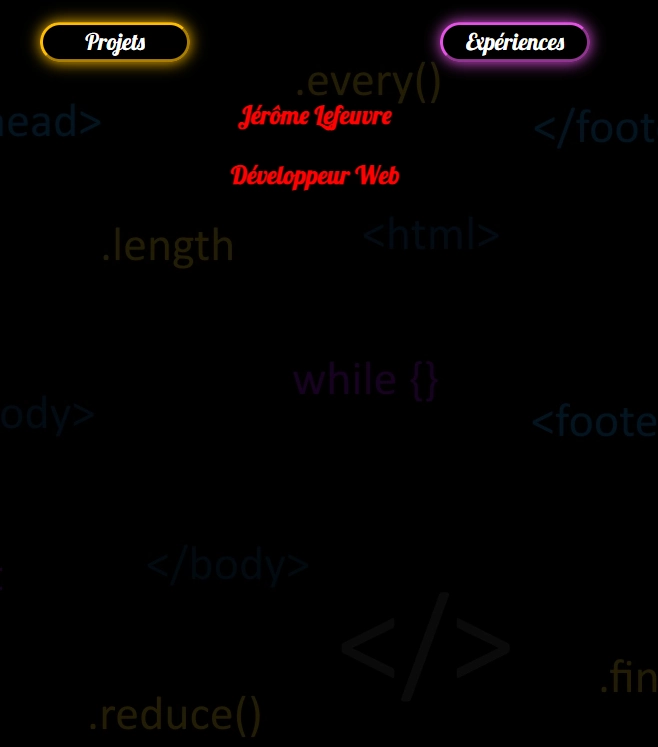 Projets
Expériences
.every()
ead>
</foot
Jérôme Lefeuvre
Développeur Web
.length
<html>
while {}
ody>
<foote
</body>
</>
.fin
.reduce()